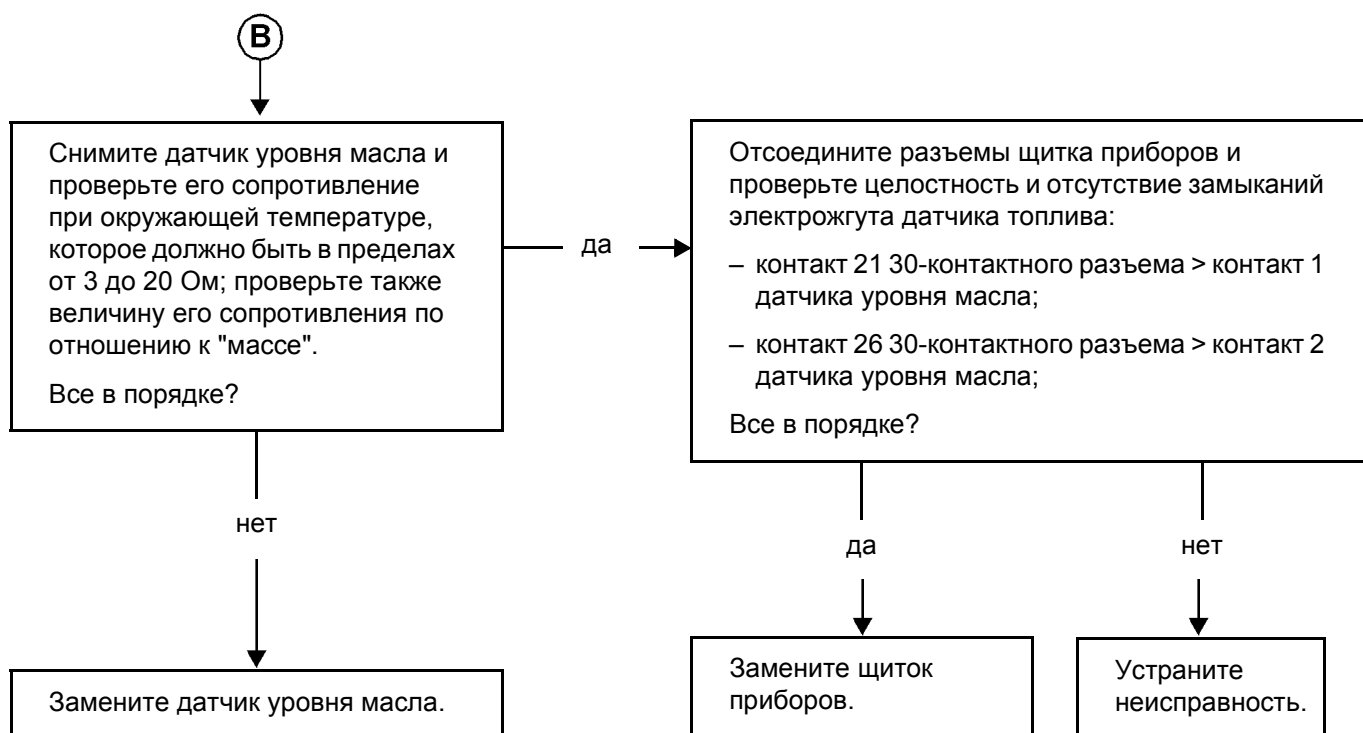 B
Снимите датчик уровня масла и
проверьте его сопротивление
при окружающей температуре,
которое должно быть в пределах
от 3 до 20 Ом; проверьте также
величину его сопротивления по
отношению к "массе".
Все в порядке?
да
Отсоедините разъемы щитка приборов и
проверьте целостность и отсутствие замыканий
электрожгута датчика топлива:
– контакт 21 30-контактного разъема > контакт 1
датчика уровня масла;
– контакт 26 30-контактного разъема > контакт 2
датчика уровня масла;
Все в порядке?
нет
да
нет
Замените датчик уровня масла.
Замените щиток
приборов.
Устраните
неисправность.